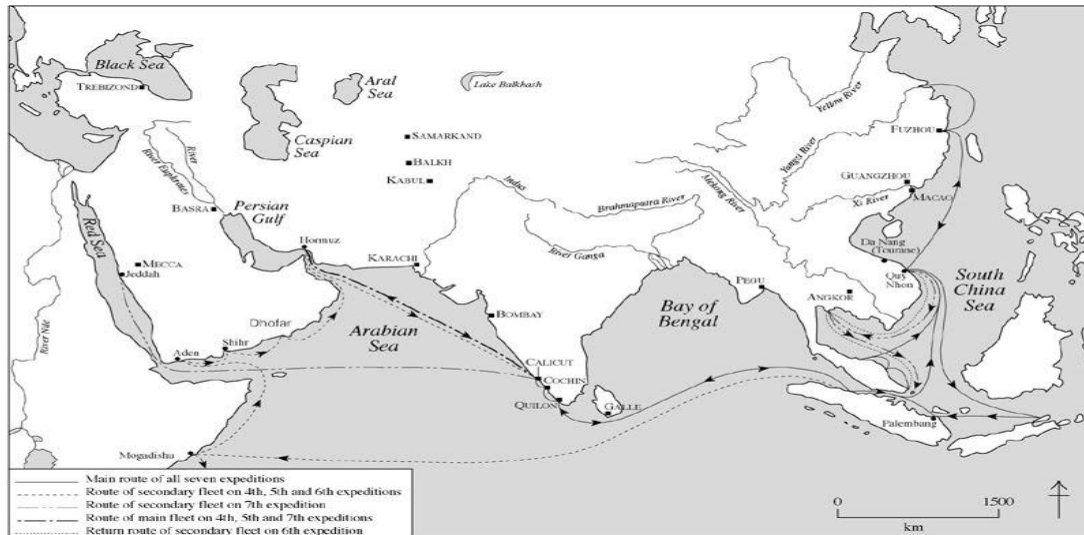 Black Sea
TREBIZOND
Aral
Sea
Lake Balkhash
Caspian
Sea
SAMARKAND
BALKH
KABUL
River
River Euphrates
BASRA
Persian
Gulf
Hormuz
Red Sea
MECCA
Jeddah
River Nile
Dhofar
Shihr
Aden
Mogadishu
Arabian
Sea
Indus
KARACHI
BOMBAY
CALICUT
COCHIN
QUILON
GALLE
Brahmaputra River
River Ganga
Bay of
Bengal
PEGU
Mekong River
ANGKOR
Yellow River
Yangzi River
FUZHOU
GUANGZHOU
MACAO
Xi River
Da Nang
(Tourane)
Quy
Nhon
South
China
Sea
Palembang
Main route of all seven expeditions
Route of secondary fleet on 4th, 5th and 6th expeditions
Route of secondary fleet on 7th expedition
Route of main fleet on 4th, 5th and 7th expeditions
Return route of secondary fleet on 6th expedition
0 1500
km